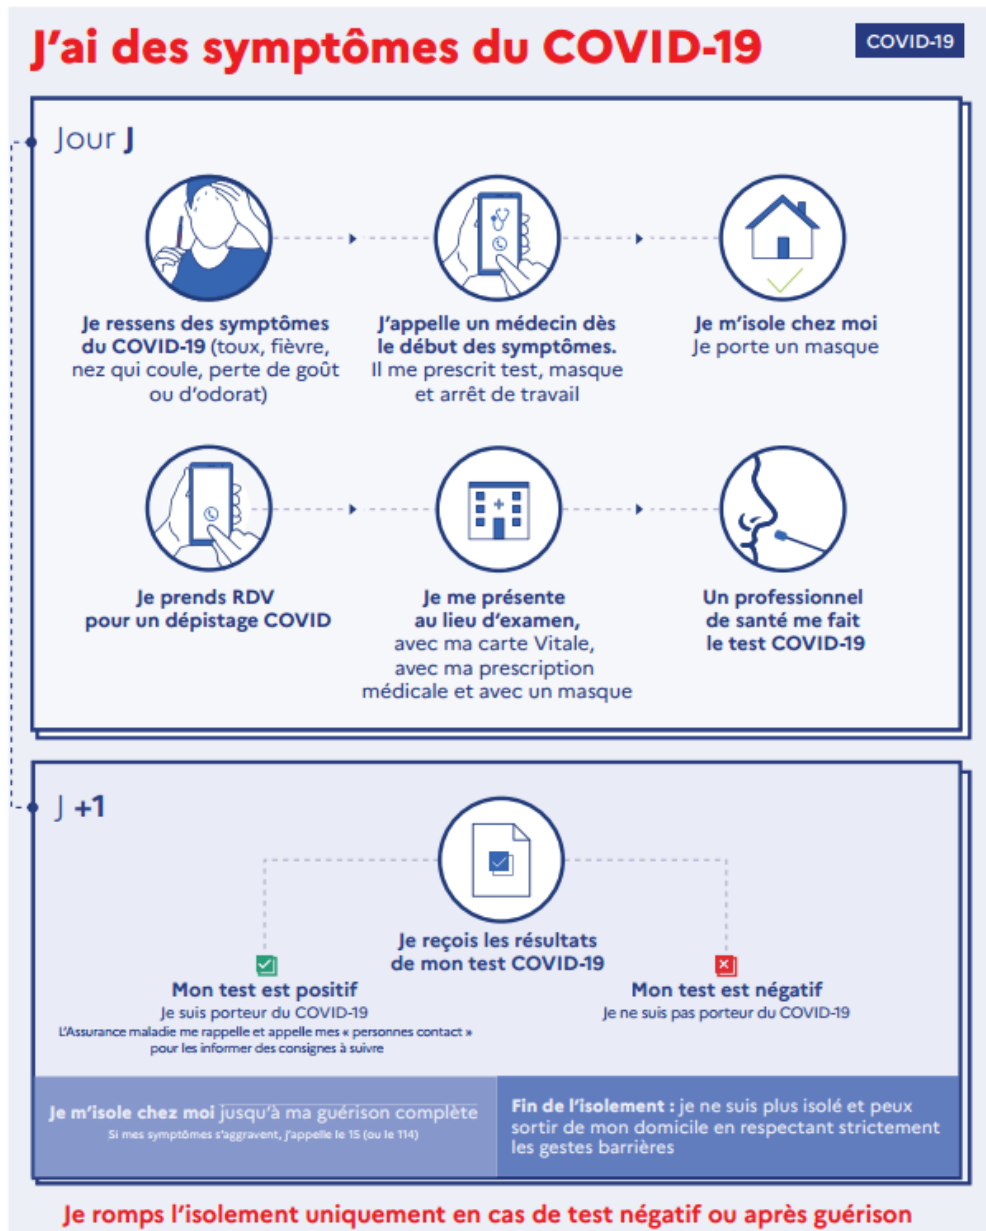 J'ai des symptômes du COVID-19
COVID-19
Jour J
Je ressens des symptômes
du COVID-19 (toux, fièvre,
nez qui coule, perte de goût
ou d'odorat)
J'appelle un médecin dès
le début des symptômes.
Il me prescrit test, masque
et arrêt de travail
Je m'isole chez moi
Je porte un masque
Je prends RDV
pour un dépistage COVID
Je me présente
au lieu d'examen,
avec ma carte Vitale,
avec ma prescription
médicale et avec un masque
Un professionnel
de santé me fait
le test COVID-19
J +1
Je reçois les résultats
de mon test COVID-19
Mon test est positif
Je suis porteur du COVID-19
L'Assurance maladie me rappelle et appelle mes « personnes contact »
pour les informer des consignes à suivre
Mon test est négatif
Je ne suis pas porteur du COVID-19
Je m'isole chez moi jusqu'à ma guérison complète
Si mes symptômes s'aggravent, j'appelle le 15 (ou le 114)
Fin de l'isolement : je ne suis plus isolé et peux
sortir de mon domicile en respectant strictement
les gestes barrières
Je romps l'isolement uniquement en cas de test négatif ou après guérison